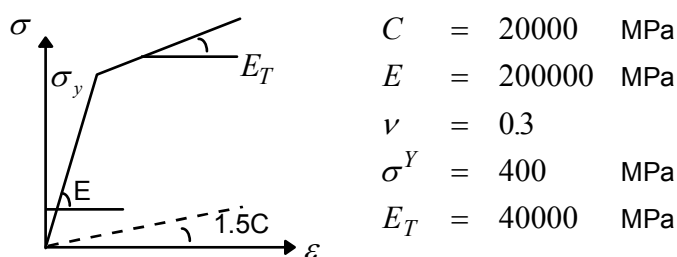 σ
σ_y
E_T
E
1.5C
ε
C = 20000 MPa
E = 200000 MPa
ν = 0.3
σ^Y = 400 MPa
E_T = 40000 MPa